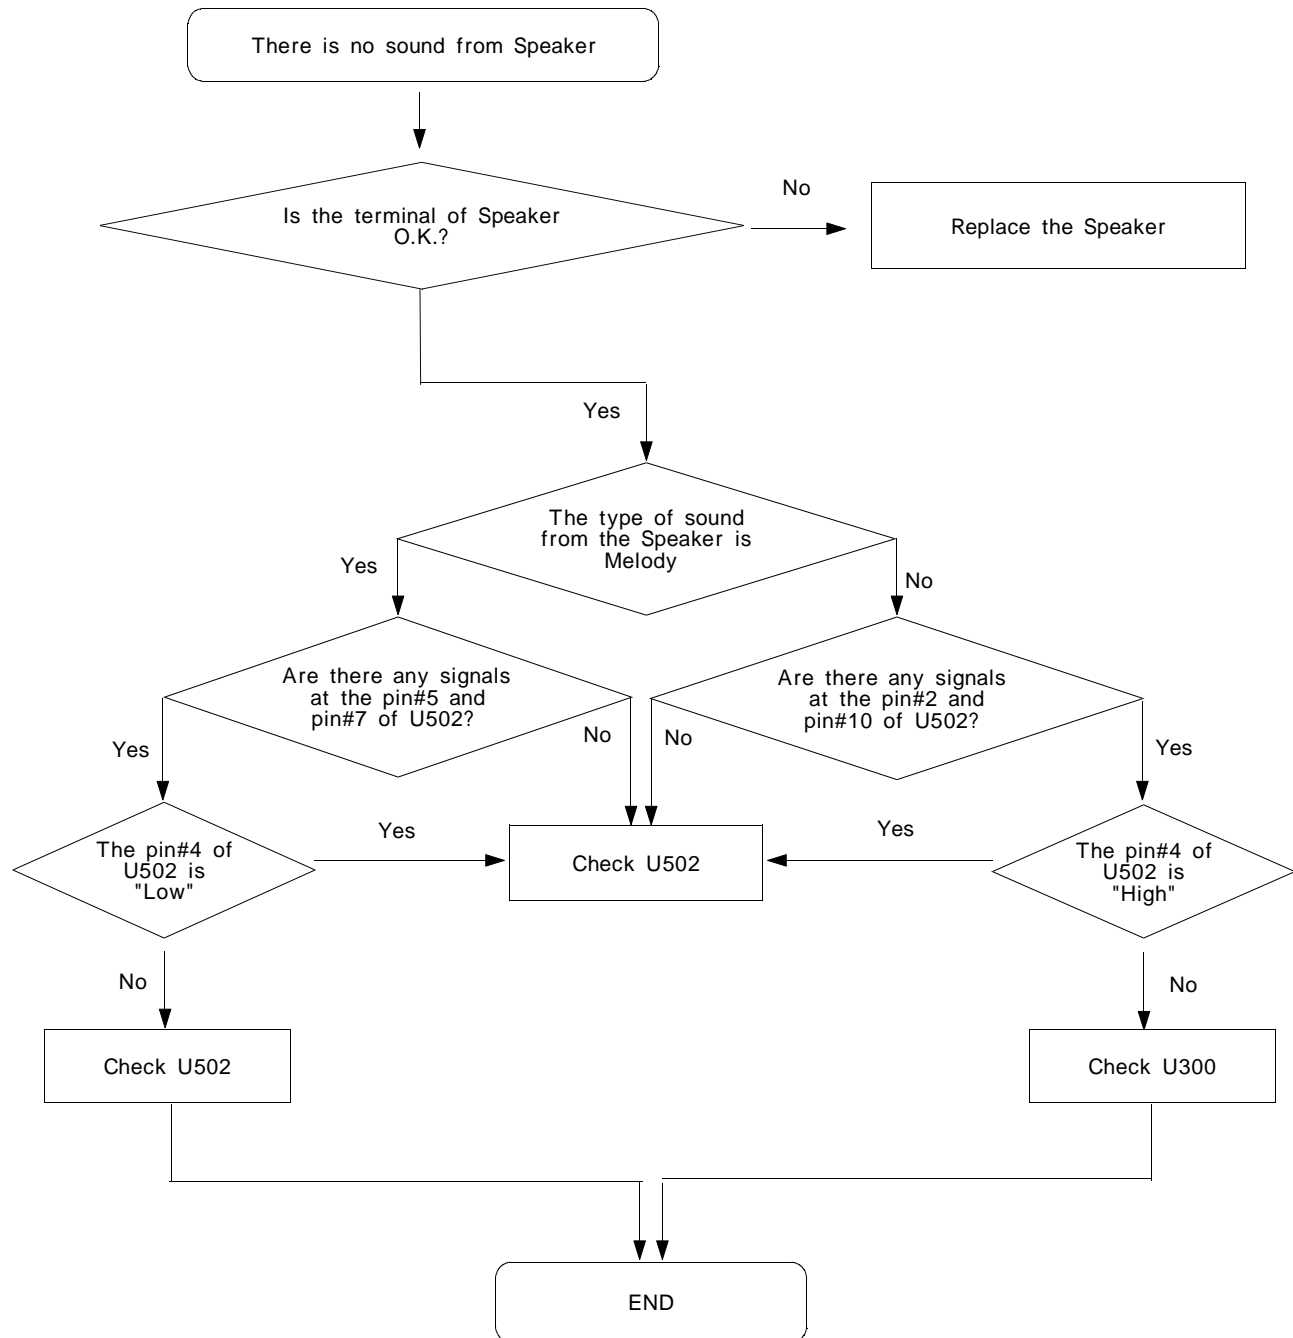 There is no sound from Speaker
Is the terminal of Speaker
O.K.?
No
Replace the Speaker
Yes
The type of sound
from the Speaker is
Melody
Yes
No
Are there any signals
at the pin#5 and
pin#7 of U502?
Are there any signals
at the pin#2 and
pin#10 of U502?
Yes
No
No
Yes
The pin#4 of
U502 is
"Low"
Yes
Check U502
Yes
The pin#4 of
U502 is
"High"
No
No
Check U502
Check U300
END